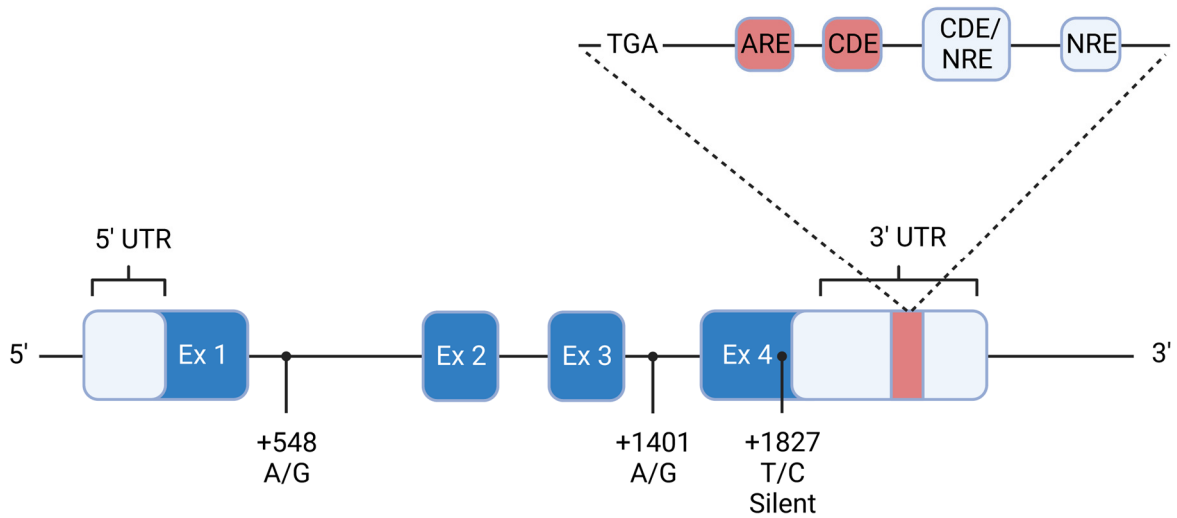 TGA ARE CDE CDE/
NRE NRE
5' UTR 3' UTR
5' Ex 1 Ex 2 Ex 3 Ex 4 3'
+548 +1401 +1827
A/G A/G T/C
Silent